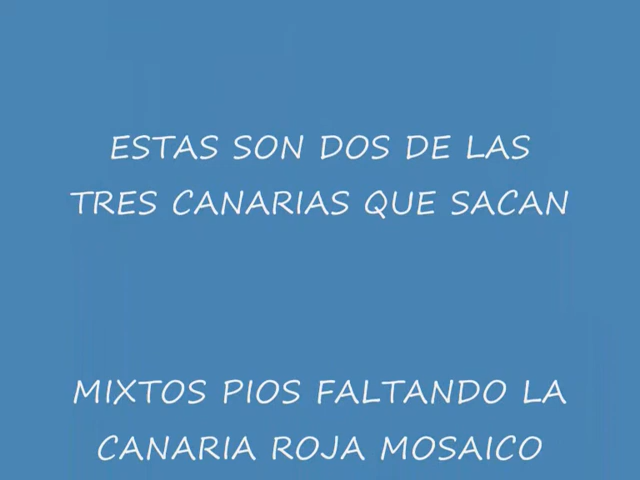 ESTAS SON DOS DE LAS
TRES CANARIAS QUE SACAN
MIXTOS PIOS FALTANDO LA
CANARIA ROJA MOSAICO